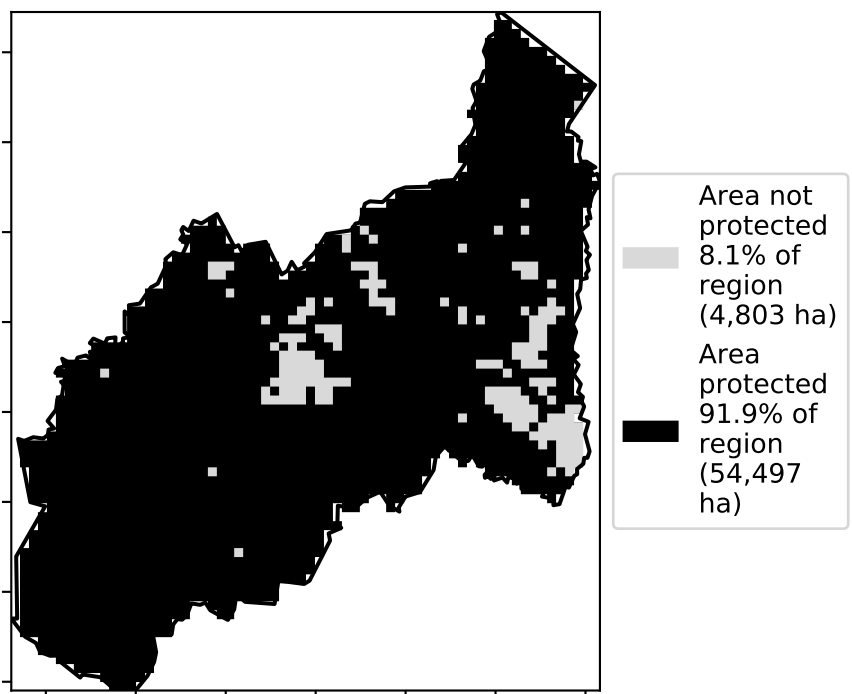 Area not
protected
8.1% of
region
(4,803 ha)
Area
protected
91.9% of
region
(54,497
ha)